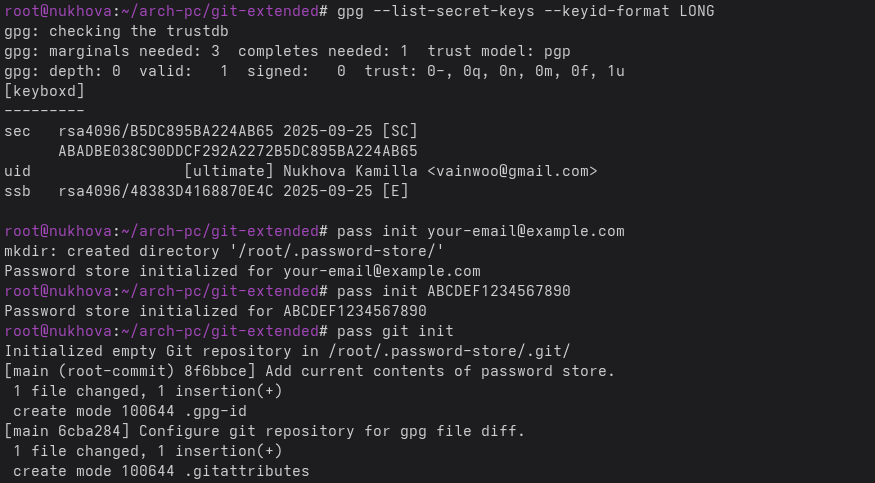 root@nukhova:~/arch-pc/git-extended# gpg --list-secret-keys --keyid-format LONG
gpg: checking the trustdb
gpg: marginals needed: 3  completes needed: 1  trust model: pgp
gpg: depth: 0  valid:   1  signed:   0  trust: 0-, 0q, 0n, 0m, 0f, 1u
[keyboxd]
---------
sec   rsa4096/B5DC895BA224AB65 2025-09-25 [SC]
      ABADBE038C90DDCF292A2272B5DC895BA224AB65
uid                 [ultimate] Nukhova Kamilla <vainwoo@gmail.com>
ssb   rsa4096/48383D4168870E4C 2025-09-25 [E]

root@nukhova:~/arch-pc/git-extended# pass init your-email@example.com
mkdir: created directory '/root/.password-store/'
Password store initialized for your-email@example.com
root@nukhova:~/arch-pc/git-extended# pass init ABCDEF1234567890
Password store initialized for ABCDEF1234567890
root@nukhova:~/arch-pc/git-extended# pass git init
Initialized empty Git repository in /root/.password-store/.git/
[main (root-commit) 8f6bbce] Add current contents of password store.
 1 file changed, 1 insertion(+)
 create mode 100644 .gpg-id
[main 6cba284] Configure git repository for gpg file diff.
 1 file changed, 1 insertion(+)
 create mode 100644 .gitattributes